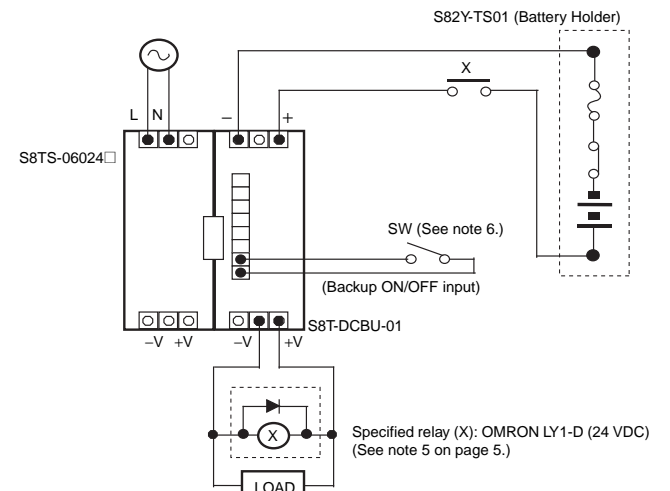 S82Y-TS01 (Battery Holder)
X
L N
− +
S8TS-06024□
SW (See note 6.)
(Backup ON/OFF input)
S8T-DCBU-01
−V +V
−V +V
X
Specified relay (X): OMRON LY1-D (24 VDC)
(See note 5 on page 5.)
LOAD